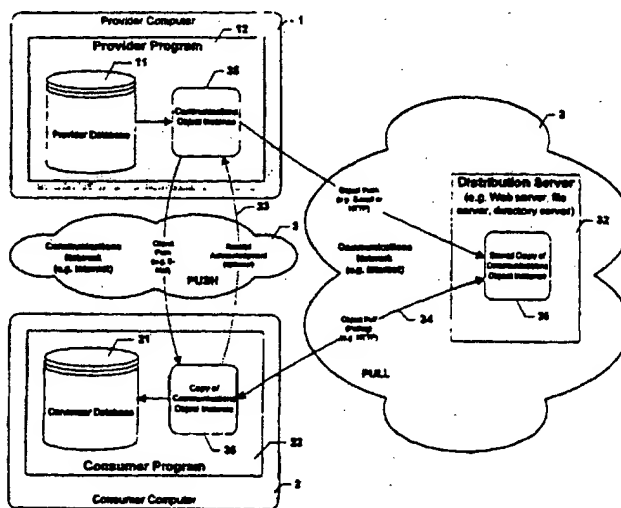 Provider Computer
1
Provider Program
12
11
35
Provider Database
Communications
Object Instance
33
3
Communications
Network
(e.g. Internet)
Object
Push
(e.g. E-
Mail)
Receipt
Acknowledgment
(Optional)
PUSH
21
Consumer Database
Copy of
Communications
Object Instance
35
Consumer Program
22
Consumer Computer
2
3
Object Push
(e.g. E-mail or
HTTP)
Communications
Network
(e.g. Internet)
Distribution Server
(e.g. Web server, file
server, directory server)
32
Stored Copy of
Communications
Object Instance
35
Object Pull
(Polling)
(e.g. HTTP)
34
PULL